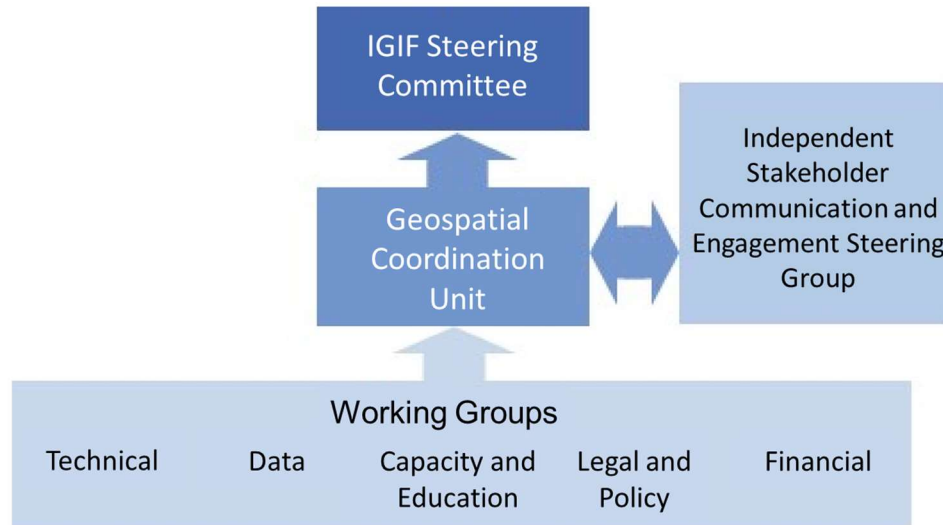 IGIF Steering
Committee
Independent
Stakeholder
Communication and
Engagement Steering
Group
Geospatial
Coordination
Unit
Working Groups
Technical
Data
Capacity and
Education
Legal and
Policy
Financial